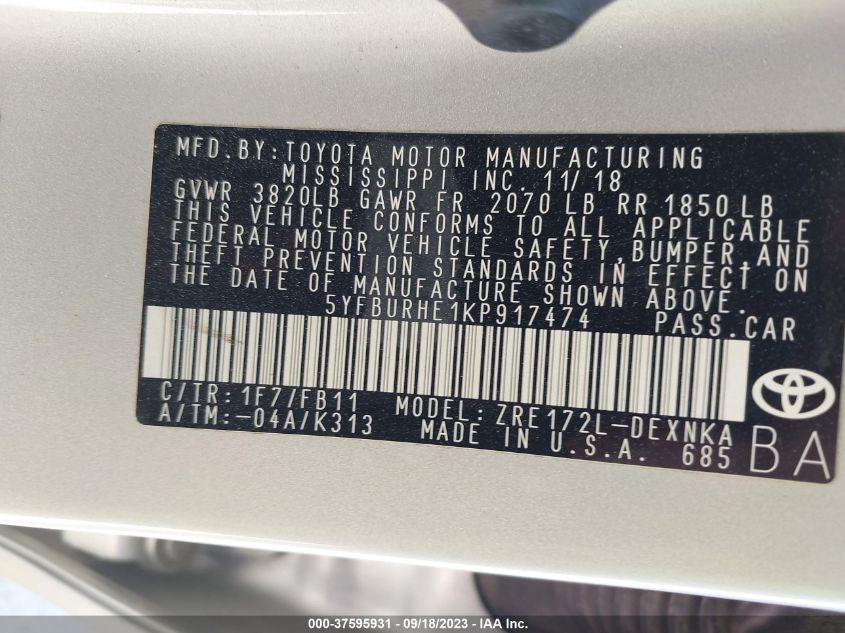 MFD.BY:TOYOTA MOTOR MANUFACTURING
MISSISSIPPI INC. 11/18
GVWR 3820LB GAWR FR 2070 LB RR 1850 LB
THIS VEHICLE CONFORMS TO ALL APPLICABLE
FEDERAL MOTOR VEHICLE SAFETY,BUMPER,AND
THEFT PREVENTION STANDARDS IN EFFECT ON
THE DATE OF MANUFACTURE SHOWN ABOVE.
5YFBURHE1KP917474 PASS.CAR
C/TR:1F7/FB11 MODEL:ZRE172L-DEXNKA
A/TM:-04A/K313 MADE IN U.S.A. 685
BA
000-37595931 - 09/18/2023 - IAAI.com